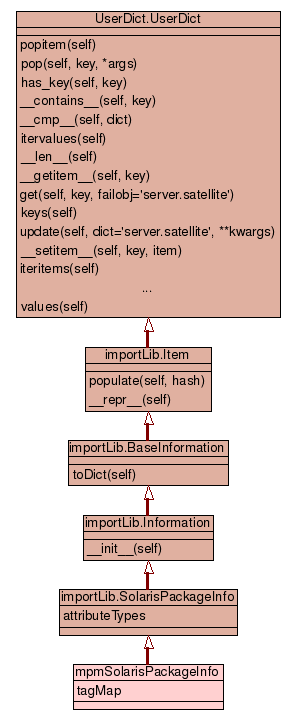 UserDict.UserDict
popitem(self)
pop(self, key, *args)
has_key(self, key)
__contains__(self, key)
__cmp__(self, dict)
itervalues(self)
__len__(self)
__getitem__(self, key)
get(self, key, failobj='server.satellite')
keys(self)
update(self, dict='server.satellite', **kwargs)
__setitem__(self, key, item)
iteritems(self)
...
values(self)
importLib.Item
populate(self, hash)
__repr__(self)
importLib.BaseInformation
toDict(self)
importLib.Information
__init__(self)
importLib.SolarisPackageInfo
attributeTypes
mpmSolarisPackageInfo
tagMap